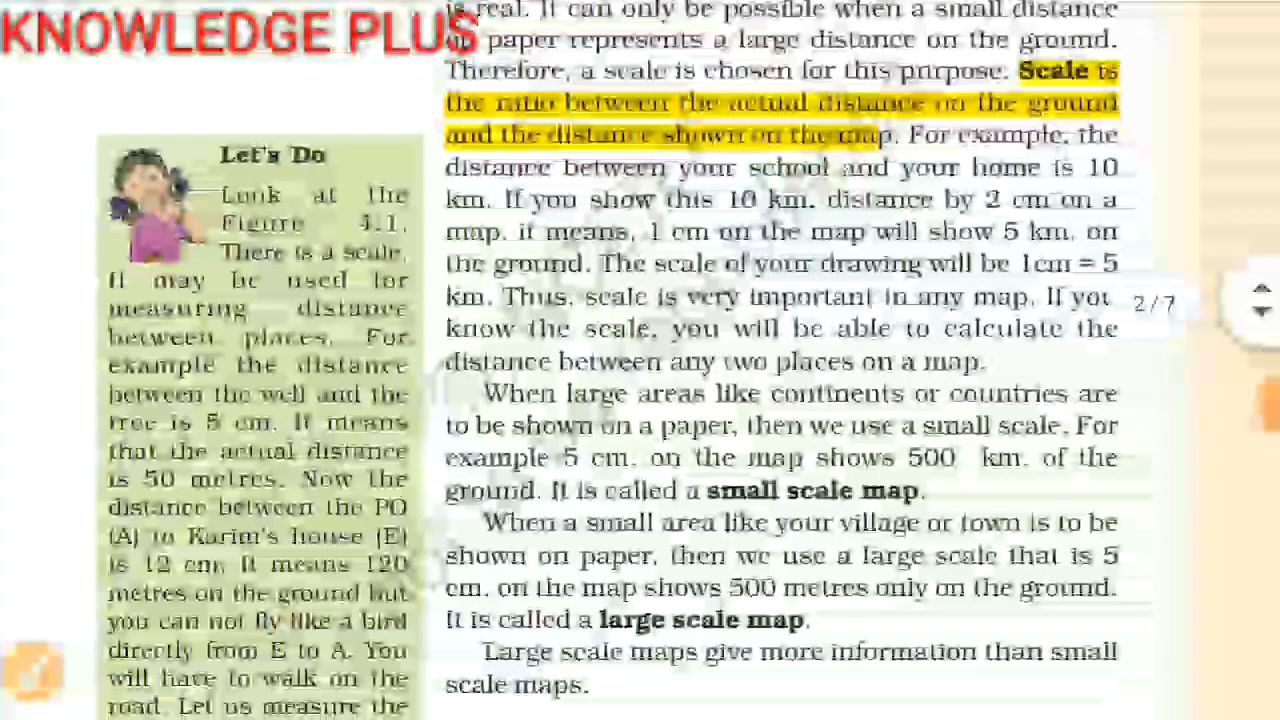 KNOWLEDGE PLUS
is real. It can only be possible when a small distance
on paper represents a large distance on the ground.
Therefore, a scale is chosen for this purpose. Scale is
the ratio between the actual distance on the ground
and the distance shown on the map. For example, the
distance between your school and your home is 10
km. If you show this 10 km. distance by 2 cm on a
map, it means, 1 cm on the map will show 5 km. on
the ground. The scale of your drawing will be 1cm = 5
km. Thus, scale is very important in any map. If you
know the scale, you will be able to calculate the
distance between any two places on a map.
When large areas like continents or countries are
to be shown on a paper, then we use a small scale. For
example 5 cm. on the map shows 500 km. of the
ground. It is called a small scale map.
When a small area like your village or town is to be
shown on paper, then we use a large scale that is 5
cm. on the map shows 500 metres only on the ground.
It is called a large scale map.
Large scale maps give more information than small
scale maps.
Let's Do
Look at the
Figure 4.1.
There is a scale.
It may be used for
measuring distance
between places. For
example the distance
between the well and the
tree is 5 cm. It means
that the actual distance
is 50 metres. Now the
distance between the PO
(A) to Karim's house (E)
is 12 cm. It means 120
metres on the ground but
you can not fly like a bird
directly from E to A. You
will have to walk on the
road. Let us measure the
2/7